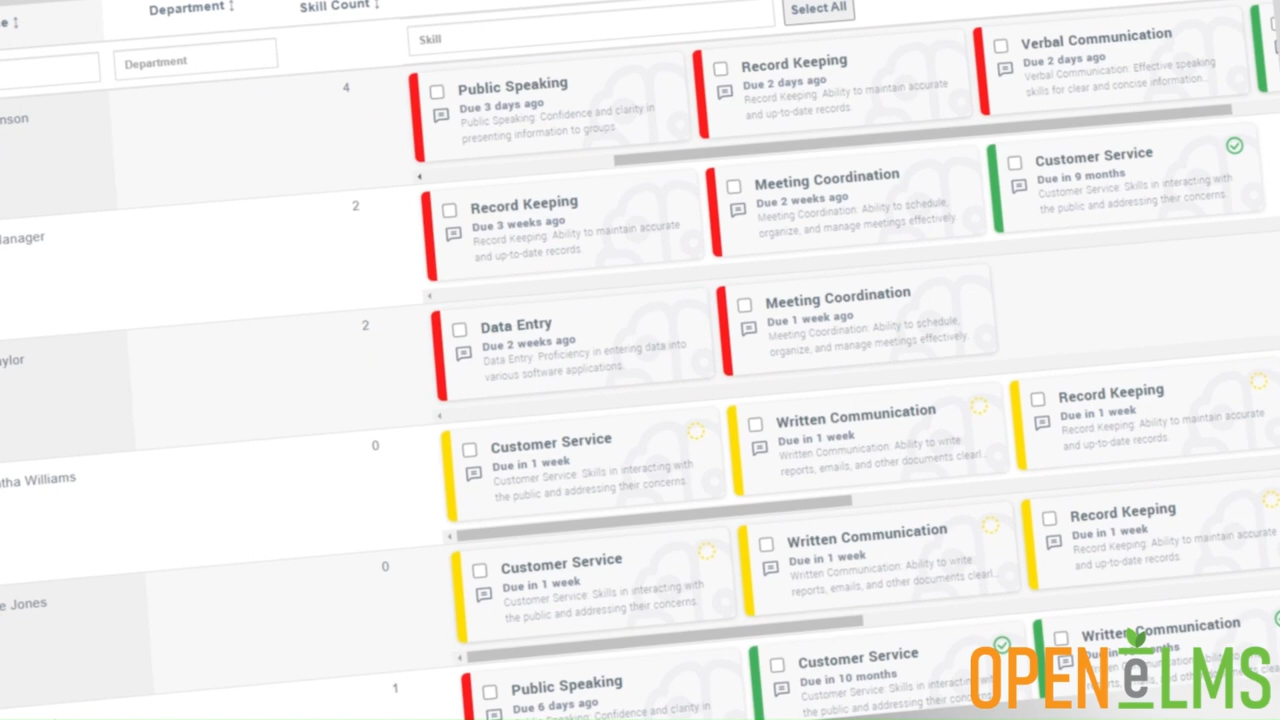 e
Department
Skill Count
Select All
Department
Skill
nson
4
Public Speaking
Due 3 days ago
Public Speaking: Confidence and clarity in
presenting information to groups.
Record Keeping
Due 2 days ago
Record Keeping: Ability to maintain accurate
and up-to-date records.
Verbal Communication
Due 2 days ago
Verbal Communication: Effective speaking
skills for clear and concise information...
anager
2
Record Keeping
Due 3 weeks ago
Record Keeping: Ability to maintain accurate
and up-to-date records.
Meeting Coordination
Due 2 weeks ago
Meeting Coordination: Ability to schedule,
organize, and manage meetings effectively.
Customer Service
Due in 9 months
Customer Service: Skills in interacting with
the public and addressing their concerns.
aylor
2
Data Entry
Due 2 weeks ago
Data Entry: Proficiency in entering data into
various software applications.
Meeting Coordination
Due 1 week ago
Meeting Coordination: Ability to schedule,
organize, and manage meetings effectively.
tha Williams
0
Customer Service
Due in 1 week
Customer Service: Skills in interacting with
the public and addressing their concerns.
Written Communication
Due in 1 week
Written Communication: Ability to write
reports, emails, and other documents clearl...
Record Keeping
Due in 1 week
Record Keeping: Ability to maintain accurate
and up-to-date records.
e Jones
0
Customer Service
Due in 1 week
Customer Service: Skills in interacting with
the public and addressing their concerns.
Written Communication
Due in 1 week
Written Communication: Ability to write
reports, emails, and other documents clearl...
Record Keeping
Due in 1 week
Record Keeping: Ability to maintain accurate
and up-to-date records.
1
Public Speaking
Due 6 days ago
Public Speaking: Confidence and clarity in
Customer Service
Due in 10 months
Customer Service: Skills in interacting with
the public and addressing their concerns.
Written Communication
OPEN eLMS